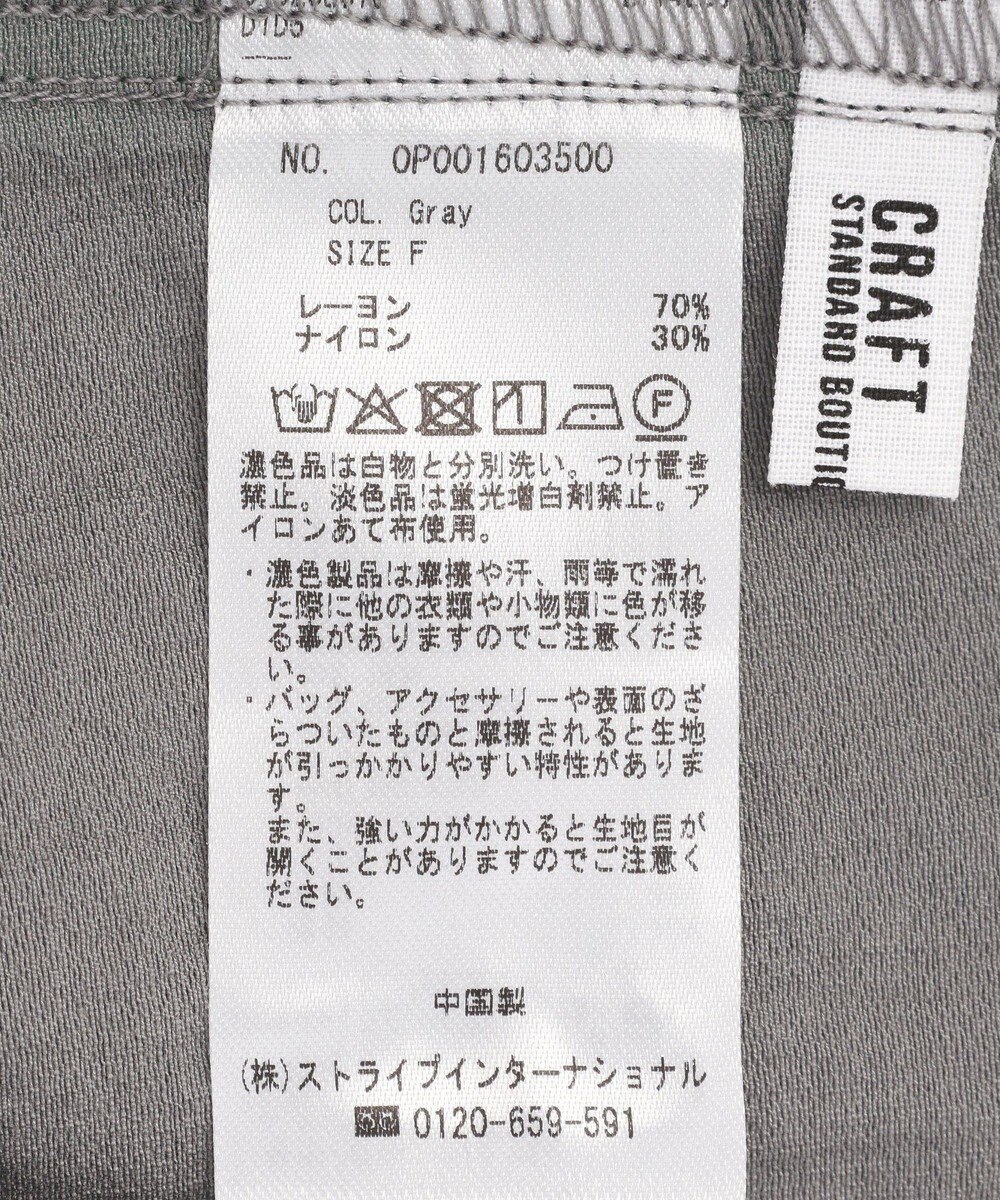 D1D5
NO. OP001603500
COL. Gray
SIZE F
レーヨン 70%
ナイロン 30%
F
濃色品は白物と分別洗い。つけ置き
禁止。淡色品は蛍光増白剤禁止。ア
イロンあて布使用。
・濃色製品は摩擦や汗、雨等で濡れ
た際に他の衣類や小物類に色が移
る事がありますのでご注意くださ
い。
・バッグ、アクセサリーや表面のざ
らついたものと摩擦されると生地
が引っかかりやすい特性がありま
す。
また、強い力がかかると生地目が
開くことがありますのでご注意く
ださい。
中国製
(株)ストライプインターナショナル
0120-659-591
CRAFT
STANDARD BOUTIQ